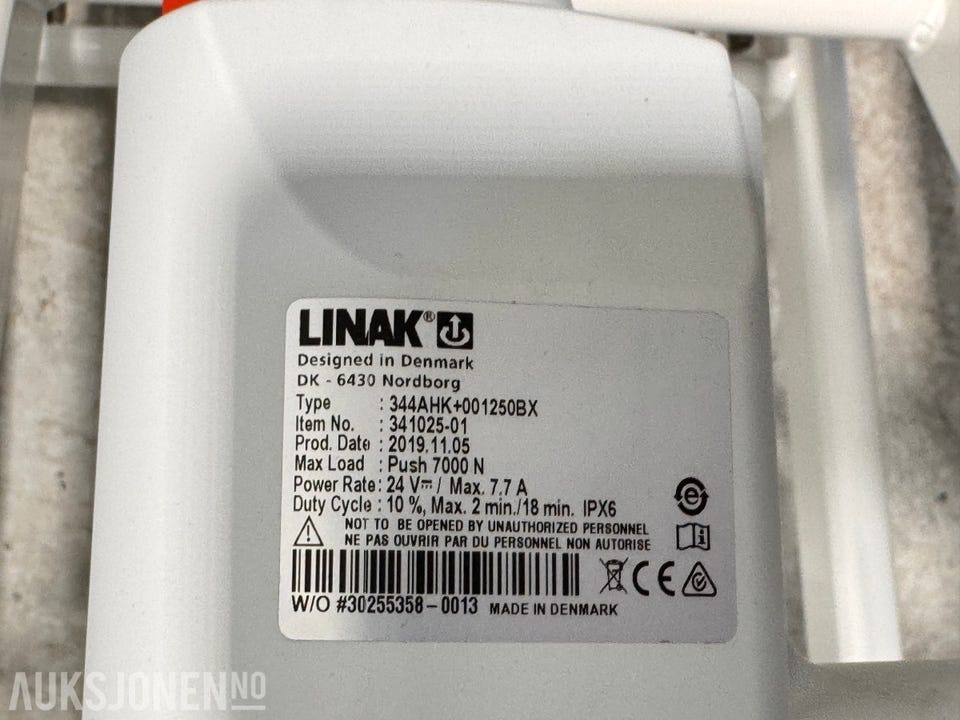 LINAK®
Designed in Denmark
DK - 6430 Nordborg
Type : 344AHK+001250BX
Item No. : 341025-01
Prod. Date : 2019.11.05
Max Load : Push 7000 N
Power Rate : 24 V⎓ / Max. 7.7 A
Duty Cycle : 10 %, Max. 2 min./18 min. IPX6
NOT TO BE OPENED BY UNAUTHORIZED PERSONNEL
NE PAS OUVRIR PAR DU PERSONNEL NON AUTORISE
CE
W/O #30255358-0013 MADE IN DENMARK
AUKSJONEN.NO